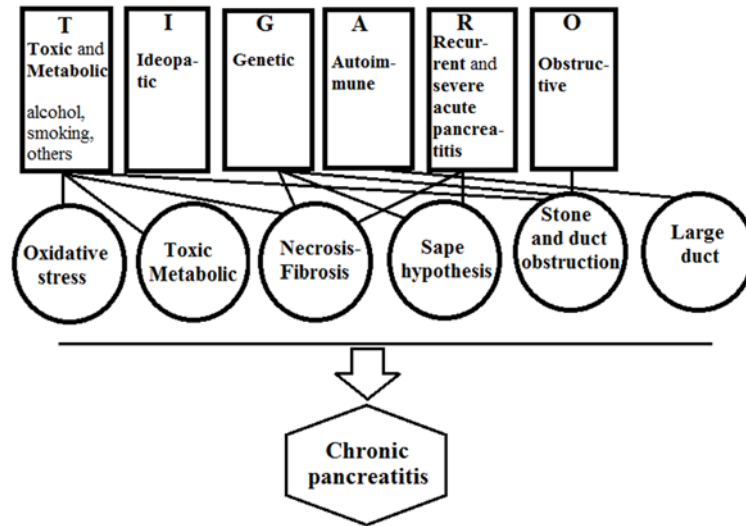 T
Toxic and
Metabolic
alcohol,
smoking,
others
I
Ideopa-
tic
G
Genetic
A
Autoim-
mune
R
Recur-
rent and
severe
acute
pancrea-
titis
O
Obstruc-
tive
Oxidative
stress
Toxic
Metabolic
Necrosis-
Fibrosis
Sape
hypothesis
Stone
and duct
obstruction
Large
duct
Chronic
pancreatitis